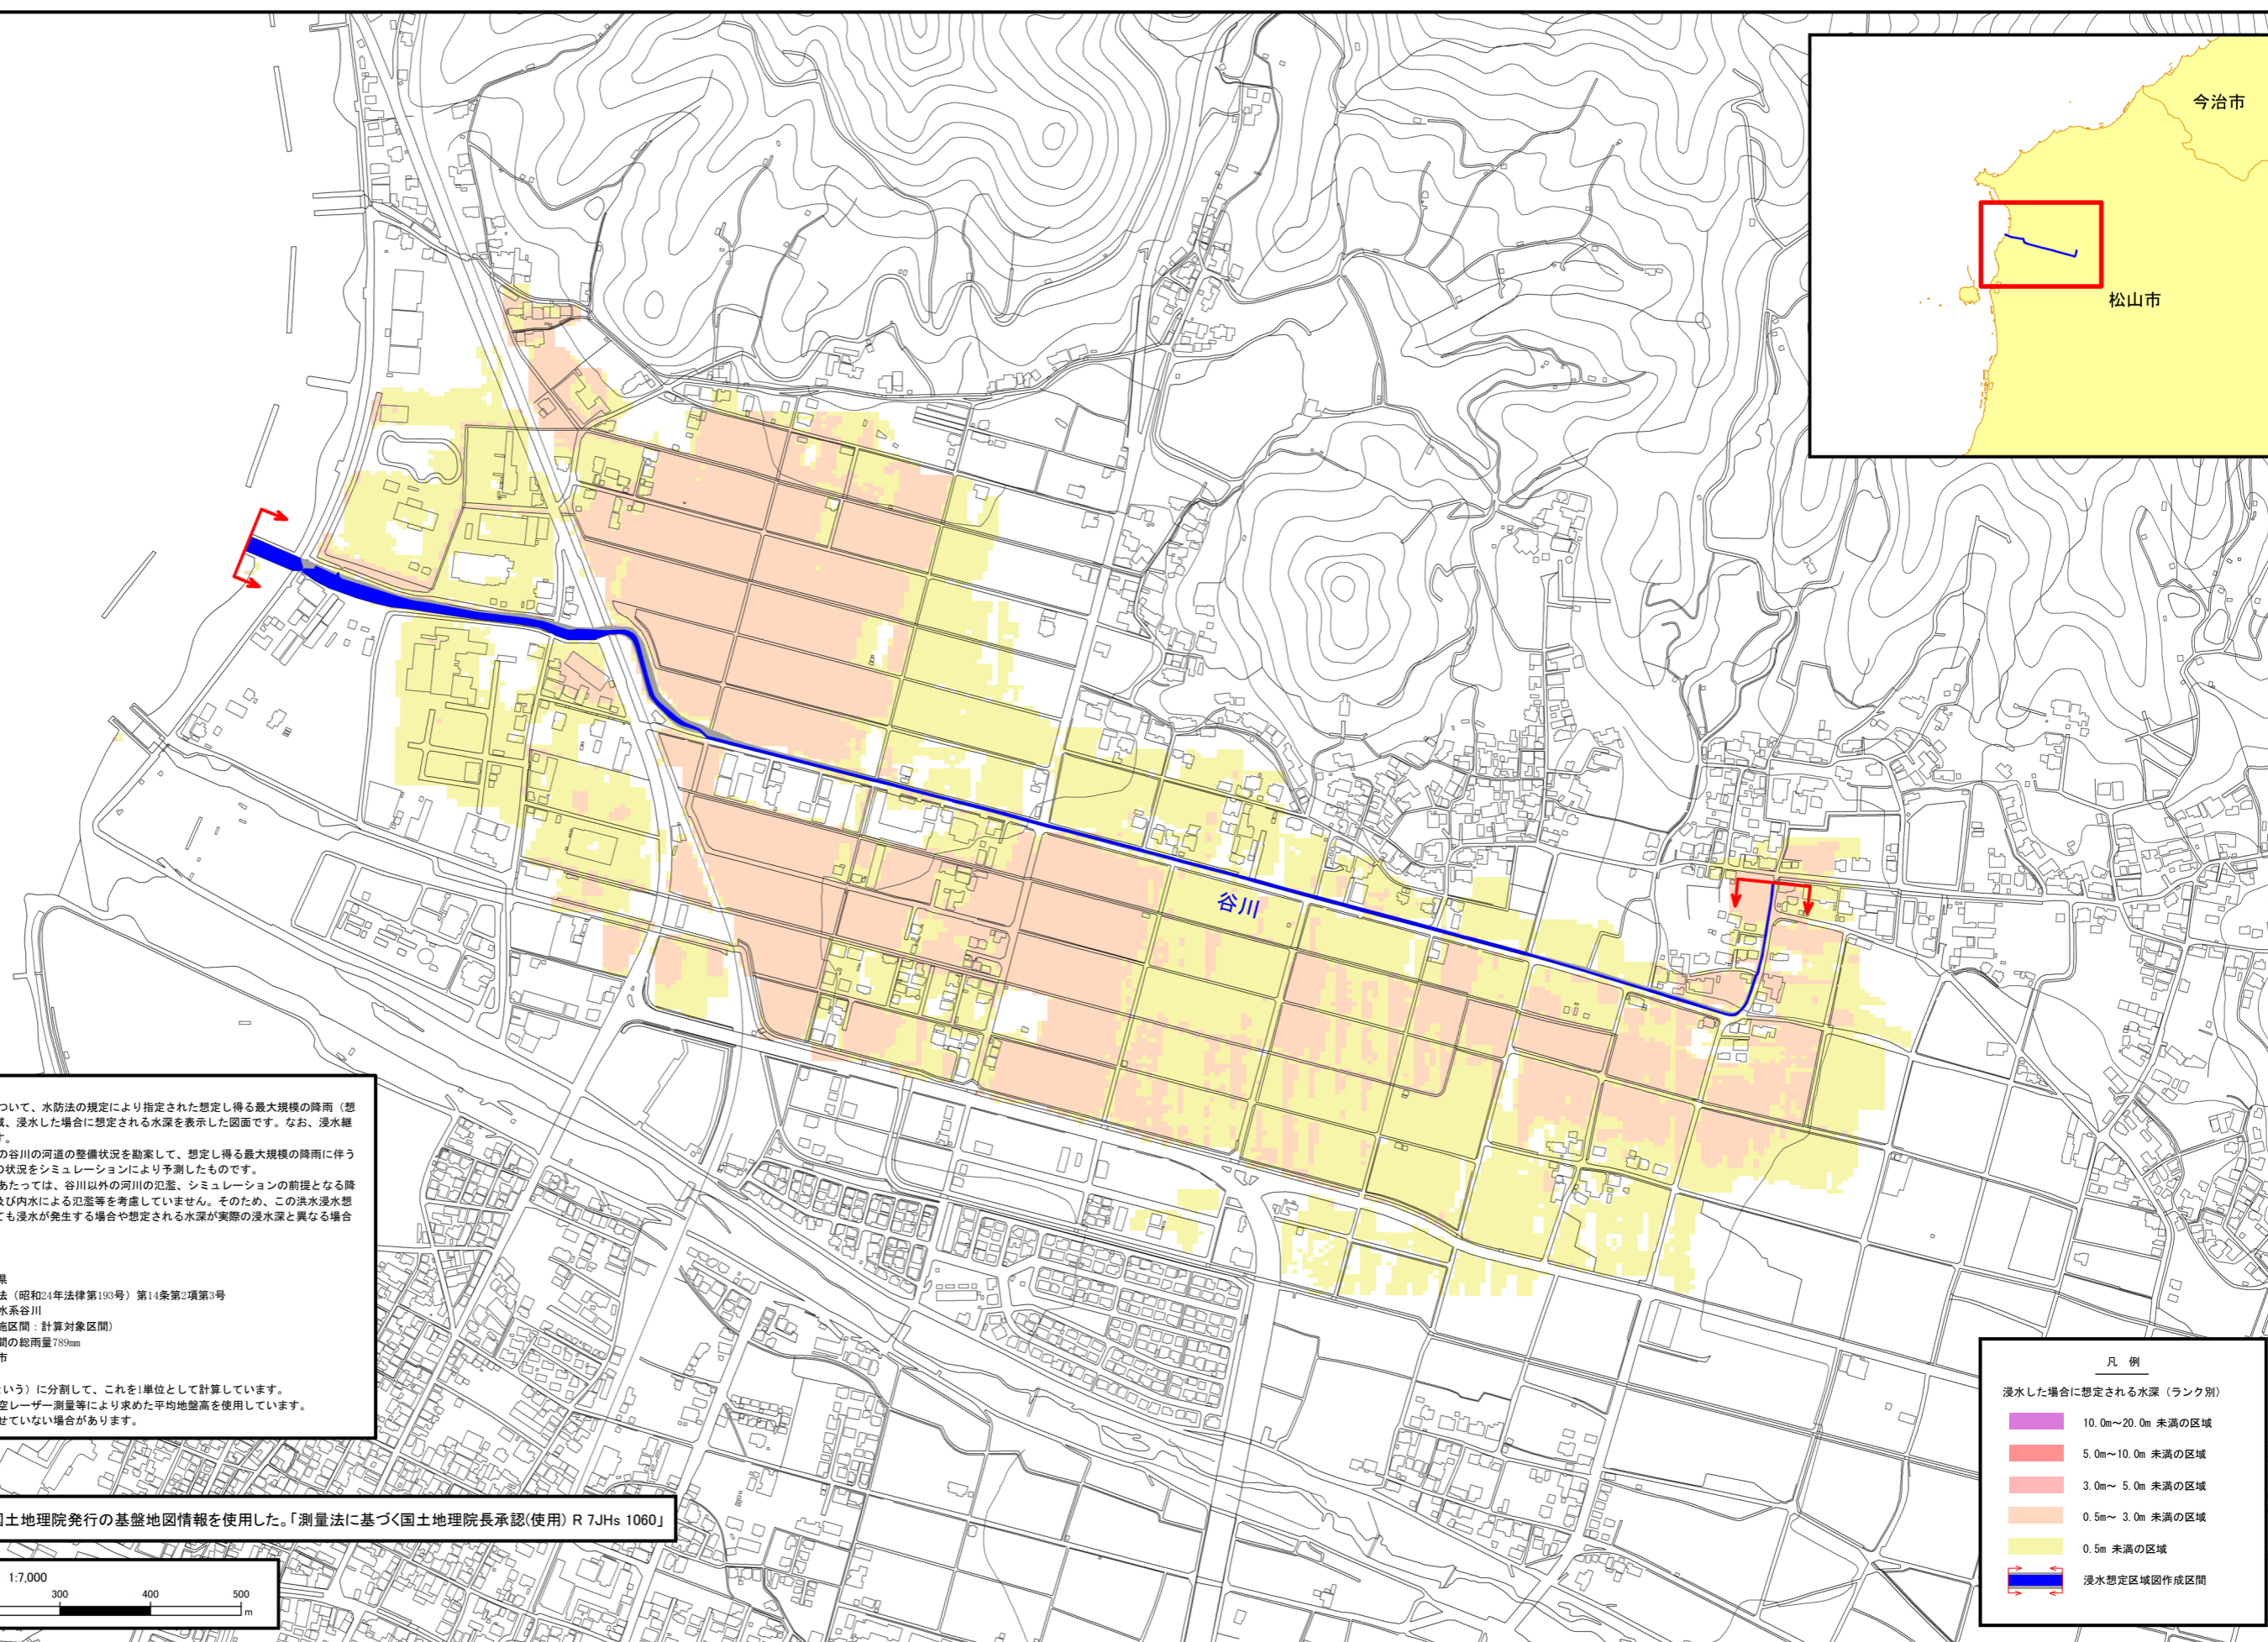 今治市
松山市
谷川
ついて、水防法の規定により指定された想定し得る最大規模の降雨（想
域、浸水した場合に想定される水深を表示した図面です。なお、浸水継
す。
の谷川の河道の整備状況を勘案して、想定し得る最大規模の降雨に伴う
の状況をシミュレーションにより予測したものです。
あたっては、谷川以外の河川の氾濫、シミュレーションの前提となる降
及び内水による氾濫等を考慮していません。そのため、この洪水浸水想
ても浸水が発生する場合や想定される水深が実際の浸水深と異なる場合
県
法（昭和24年法律第193号）第14条第2項第3号
水系谷川
施区間：計算対象区間）
間の総雨量789mm
市
という）に分割して、これを1単位として計算しています。
空レーザー測量等により求めた平均地盤高を使用しています。
せていない場合があります。
国土地理院発行の基盤地図情報を使用した。「測量法に基づく国土地理院長承認(使用) R 7JHs 1060」
1:7,000
300 400 500
m
凡 例
浸水した場合に想定される水深（ランク別）
10.0m～20.0m 未満の区域
5.0m～10.0m 未満の区域
3.0m～ 5.0m 未満の区域
0.5m～ 3.0m 未満の区域
0.5m 未満の区域
浸水想定区域図作成区間